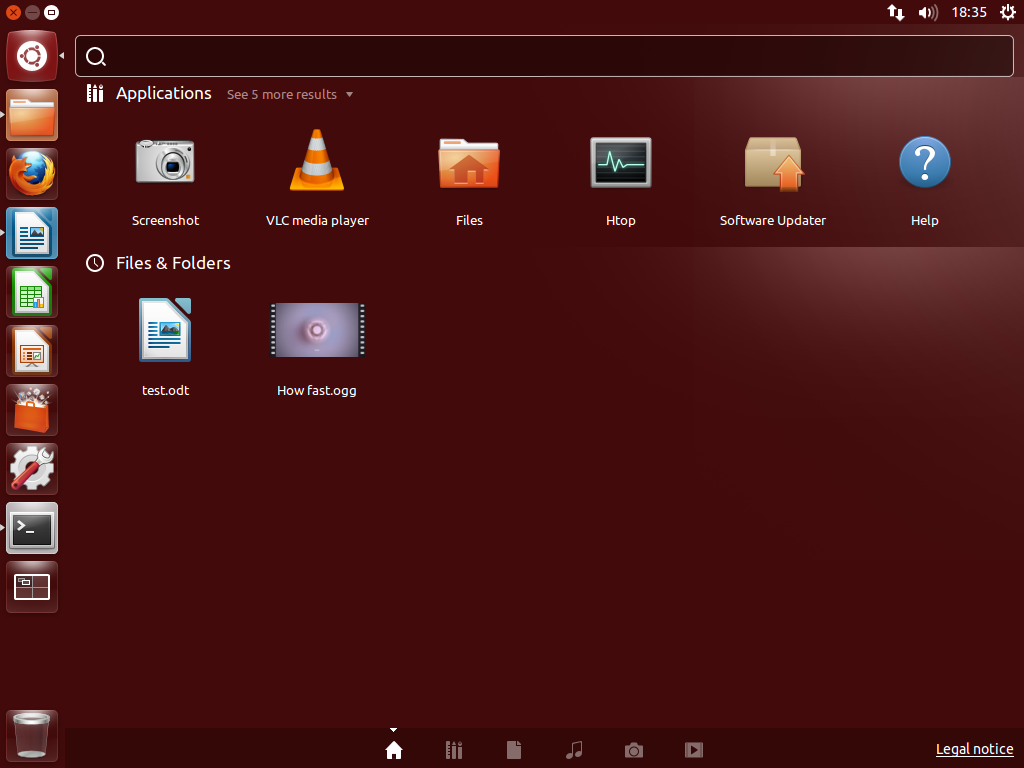 18:35
Applications See 5 more results
Screenshot VLC media player Files Htop Software Updater Help
Files & Folders
test.odt How fast.ogg
Legal notice